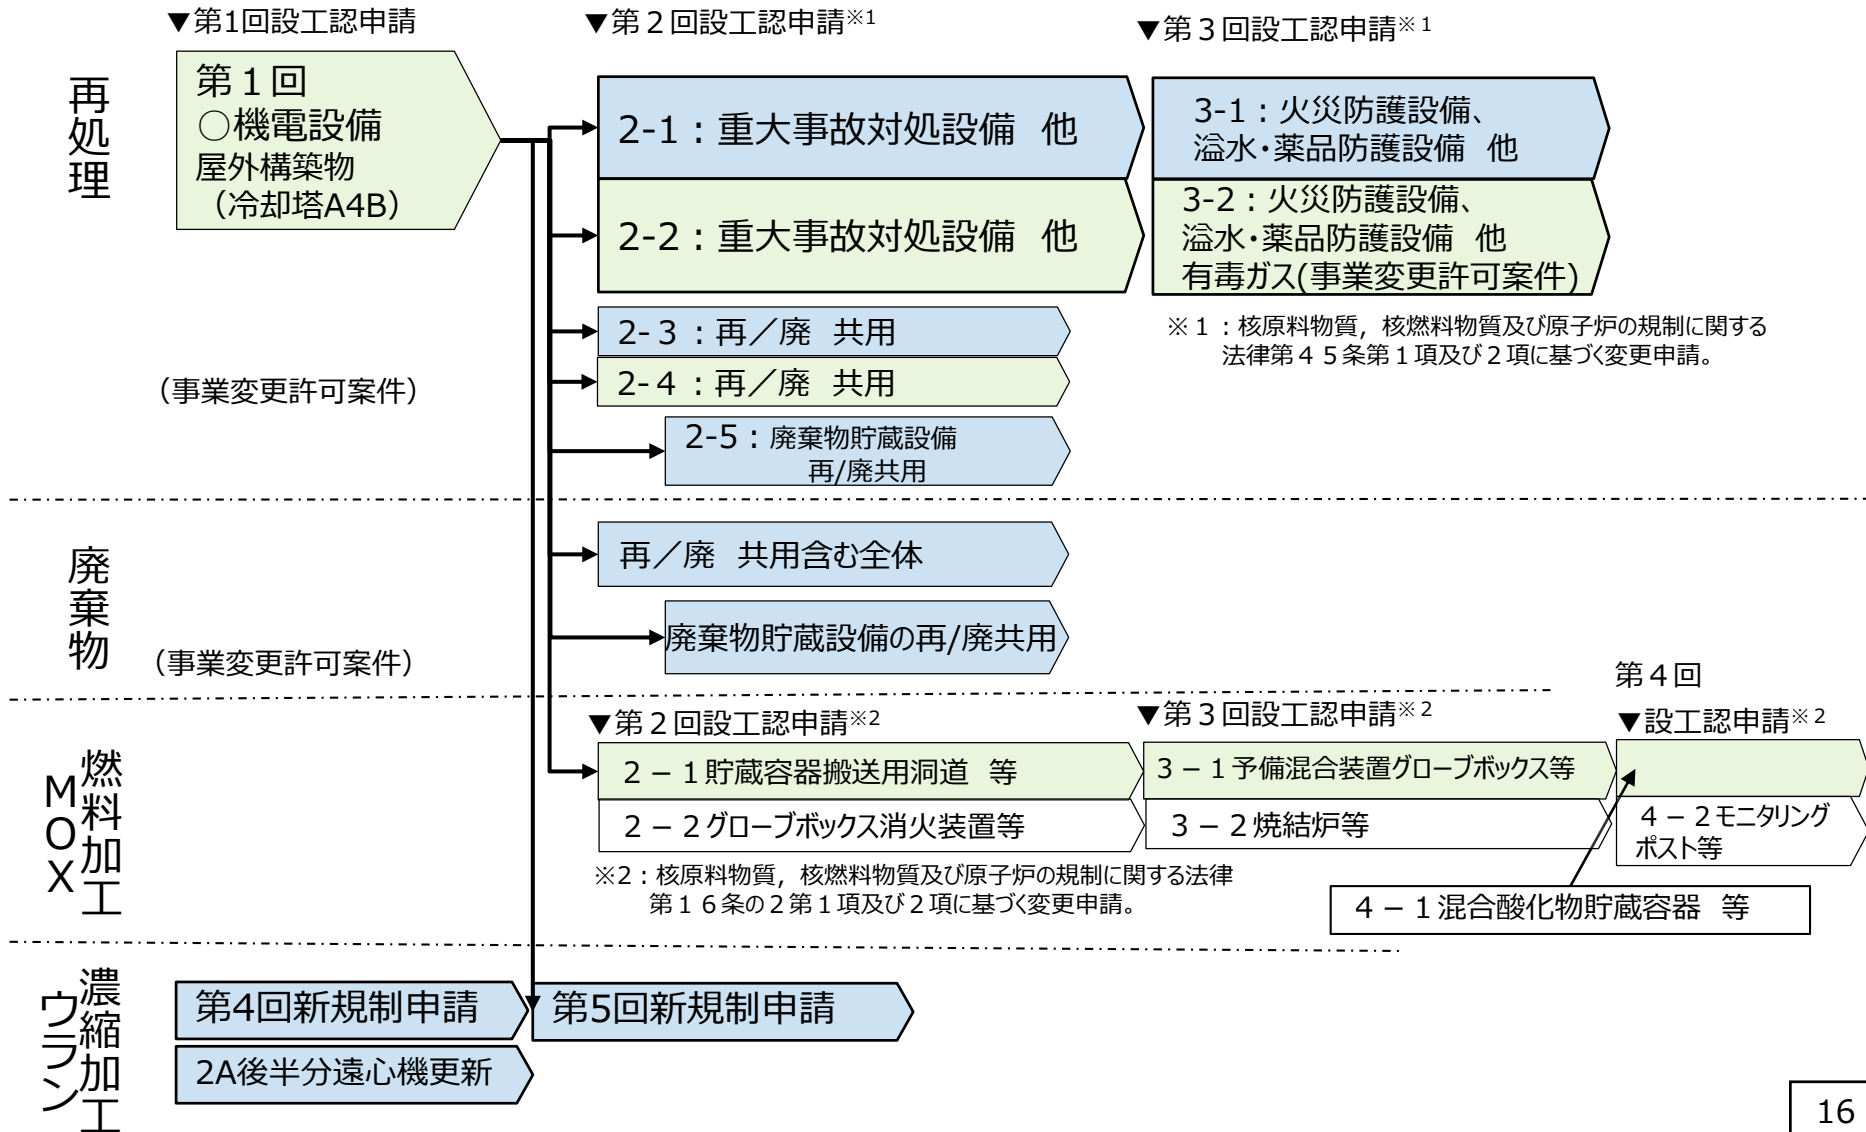 ▼第1回設工認申請
▼第２回設工認申請※1
▼第３回設工認申請※1
再処理
第１回
○機電設備
屋外構築物
（冷却塔A4B）
2-1：重大事故対処設備　他
3-1：火災防護設備、
溢水・薬品防護設備　他
2-2：重大事故対処設備　他
3-2：火災防護設備、
溢水・薬品防護設備　他
有毒ガス(事業変更許可案件)
2-３：再／廃　共用
※１：核原料物質，核燃料物質及び原子炉の規制に関する
法律第４５条第１項及び２項に基づく変更申請。
（事業変更許可案件）
2-４：再／廃　共用
2-5：廃棄物貯蔵設備
再/廃共用
廃棄物
再／廃　共用含む全体
（事業変更許可案件）
廃棄物貯蔵設備の再/廃共用
第４回
▼第２回設工認申請※2
▼第３回設工認申請※2
▼設工認申請※2
MOX
燃料加工
２－１貯蔵容器搬送用洞道　等
３－１予備混合装置グローブボックス等
２－２グローブボックス消火装置等
３－２焼結炉等
４－２モニタリング
ポスト等
※2：核原料物質，核燃料物質及び原子炉の規制に関する法律
第１６条の２第１項及び２項に基づく変更申請。
４－１混合酸化物貯蔵容器　等
ウラン
濃縮加工
第4回新規制申請
第5回新規制申請
2A後半分遠心機更新
16